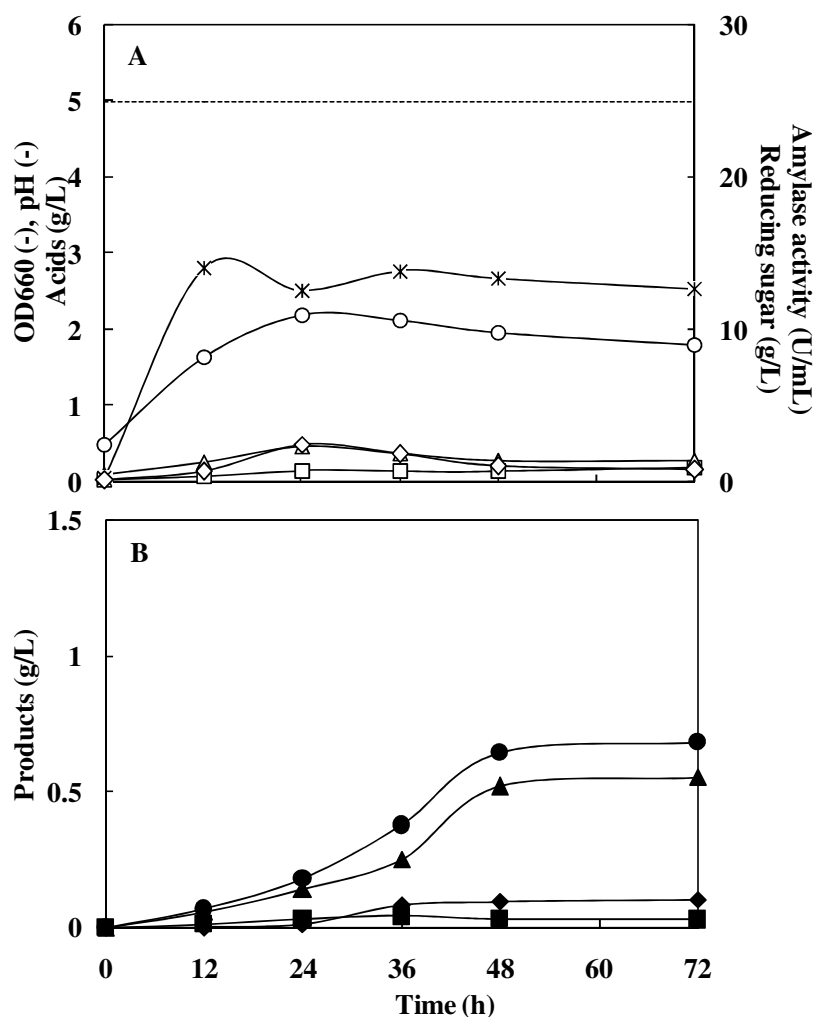 A
6
5
4
3
2
1
0
OD660 (-), pH (-)
Acids (g/L)
30
20
10
0
Amylase activity (U/mL)
Reducing sugar (g/L)
B
1.5
1
0.5
0
Products (g/L)
0 12 24 36 48 60 72
Time (h)